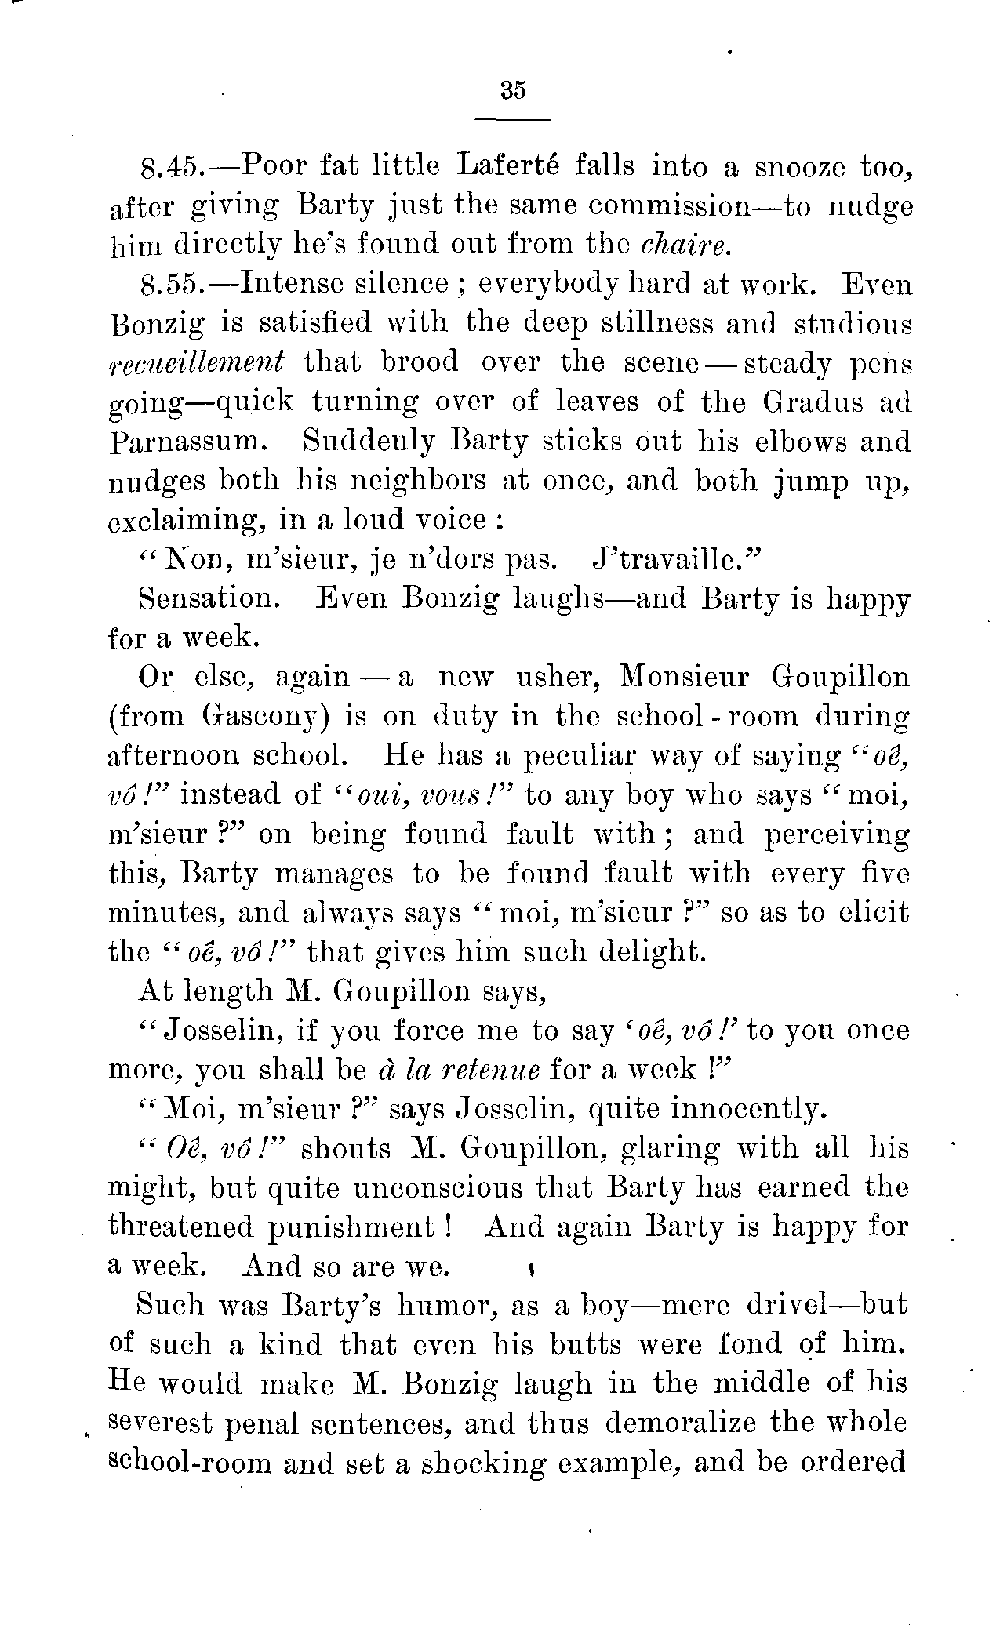 35
8.45.—Poor fat little Laferté falls into a snooze too,
after giving Barty just the same commission—to nudge
him directly he's found out from the chaire.
8.55.—Intense silence ; everybody hard at work. Even
Bonzig is satisfied with the deep stillness and studious
recueillement that brood over the scene — steady pens
going—quick turning over of leaves of the Gradus ad
Parnassum. Suddenly Barty sticks out his elbows and
nudges both his neighbors at once, and both jump up,
exclaiming, in a loud voice :
“ Non, m'sieur, je n'dors pas. J'travaille.”
Sensation. Even Bonzig laughs—and Barty is happy
for a week.
Or else, again — a new usher, Monsieur Goupillon
(from Gascony) is on duty in the school - room during
afternoon school. He has a peculiar way of saying “oê,
vô !” instead of “oui, vous !” to any boy who says “ moi,
m'sieur ?” on being found fault with ; and perceiving
this, Barty manages to be found fault with every five
minutes, and always says “ moi, m'sieur ?” so as to elicit
the “ oê, vô !” that gives him such delight.
At length M. Goupillon says,
“ Josselin, if you force me to say ‘oê, vô !’ to you once
more, you shall be à la retenue for a week !”
“ Moi, m'sieur ?” says Josselin, quite innocently.
“ Oê, vô !” shouts M. Goupillon, glaring with all his
might, but quite unconscious that Barty has earned the
threatened punishment ! And again Barty is happy for
a week. And so are we.
Such was Barty's humor, as a boy—mere drivel—but
of such a kind that even his butts were fond of him.
He would make M. Bonzig laugh in the middle of his
severest penal sentences, and thus demoralize the whole
school-room and set a shocking example, and be ordered